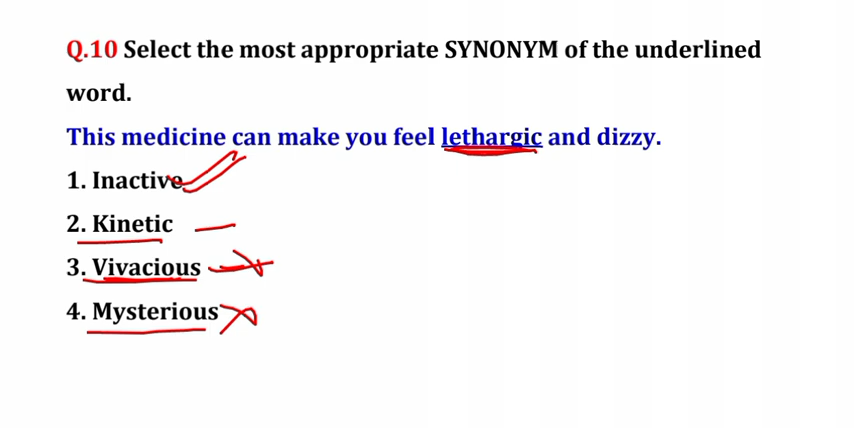 Q.10 Select the most appropriate SYNONYM of the underlined
word.
This medicine can make you feel lethargic and dizzy.
1. Inactive
2. Kinetic
3. Vivacious
4. Mysterious